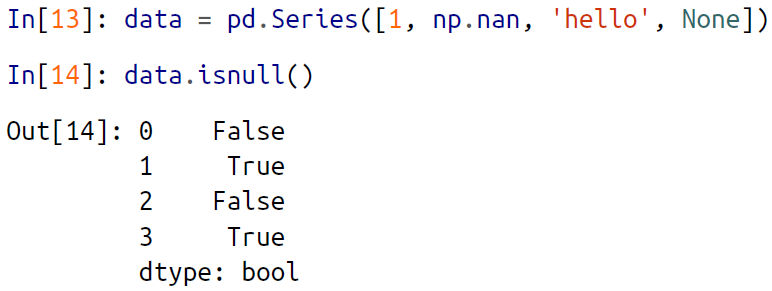 In[13]: data = pd.Series([1, np.nan, 'hello', None])
In[14]: data.isnull()
Out[14]: 0    False
         1     True
         2    False
         3     True
         dtype: bool